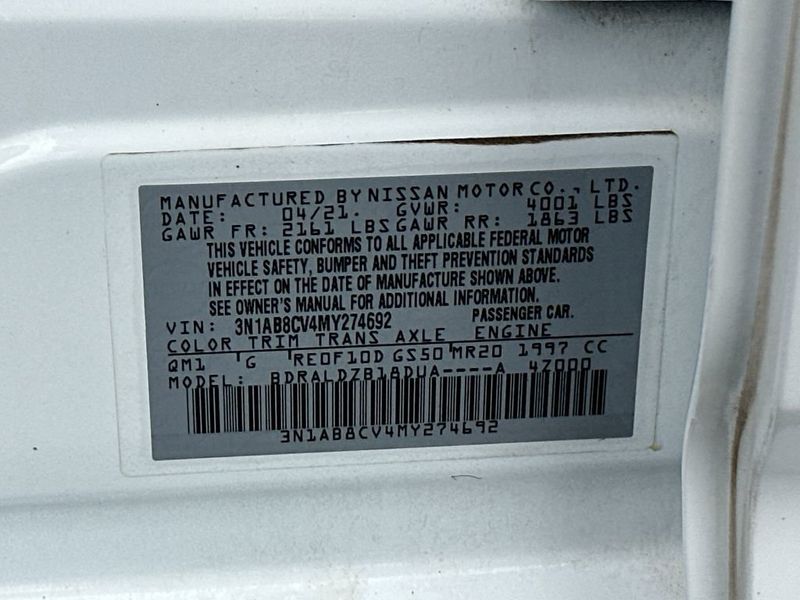 MANUFACTURED BY NISSAN MOTOR CO., LTD.
DATE: 04/21. GVWR: 4001 LBS
GAWR FR: 2161 LBS GAWR RR: 1863 LBS
THIS VEHICLE CONFORMS TO ALL APPLICABLE FEDERAL MOTOR
VEHICLE SAFETY, BUMPER AND THEFT PREVENTION STANDARDS
IN EFFECT ON THE DATE OF MANUFACTURE SHOWN ABOVE.
SEE OWNER'S MANUAL FOR ADDITIONAL INFORMATION.
VIN: 3N1AB8CV4MY274692 PASSENGER CAR.
COLOR TRIM TRANS AXLE ENGINE
QM1 G RE0F10D GS50 MR20 1997 CC
MODEL: BDRALDZB18DUA----A 4Z000
3N1AB8CV4MY274692